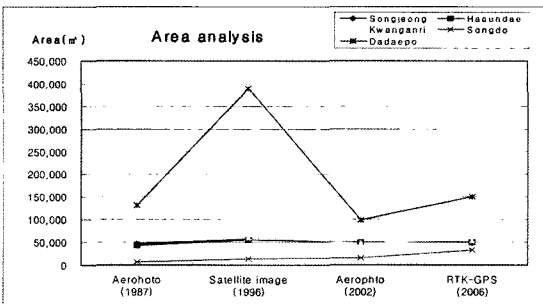 Area(㎡)
Area analysis
Songjeong
Haeundae
Kwanganri
Songdo
Dadaepo
450,000
400,000
350,000
300,000
250,000
200,000
150,000
100,000
50,000
0
Aerohoto
(1987)
Satellite image
(1996)
Aerophto
(2002)
RTK-GPS
(2006)